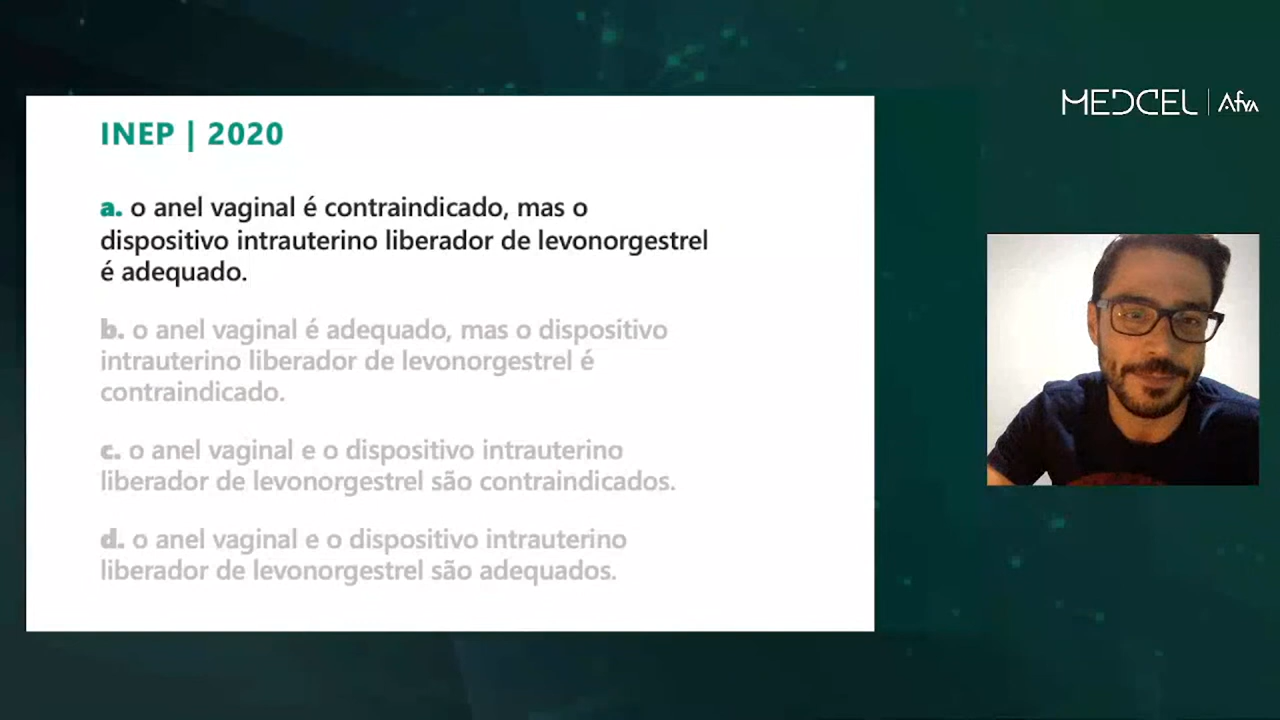 MEDCEL | Afya
INEP | 2020
a. o anel vaginal é contraindicado, mas o
dispositivo intrauterino liberador de levonorgestrel
é adequado.
b. o anel vaginal é adequado, mas o dispositivo
intrauterino liberador de levonorgestrel é
contraindicado.
c. o anel vaginal e o dispositivo intrauterino
liberador de levonorgestrel são contraindicados.
d. o anel vaginal e o dispositivo intrauterino
liberador de levonorgestrel são adequados.